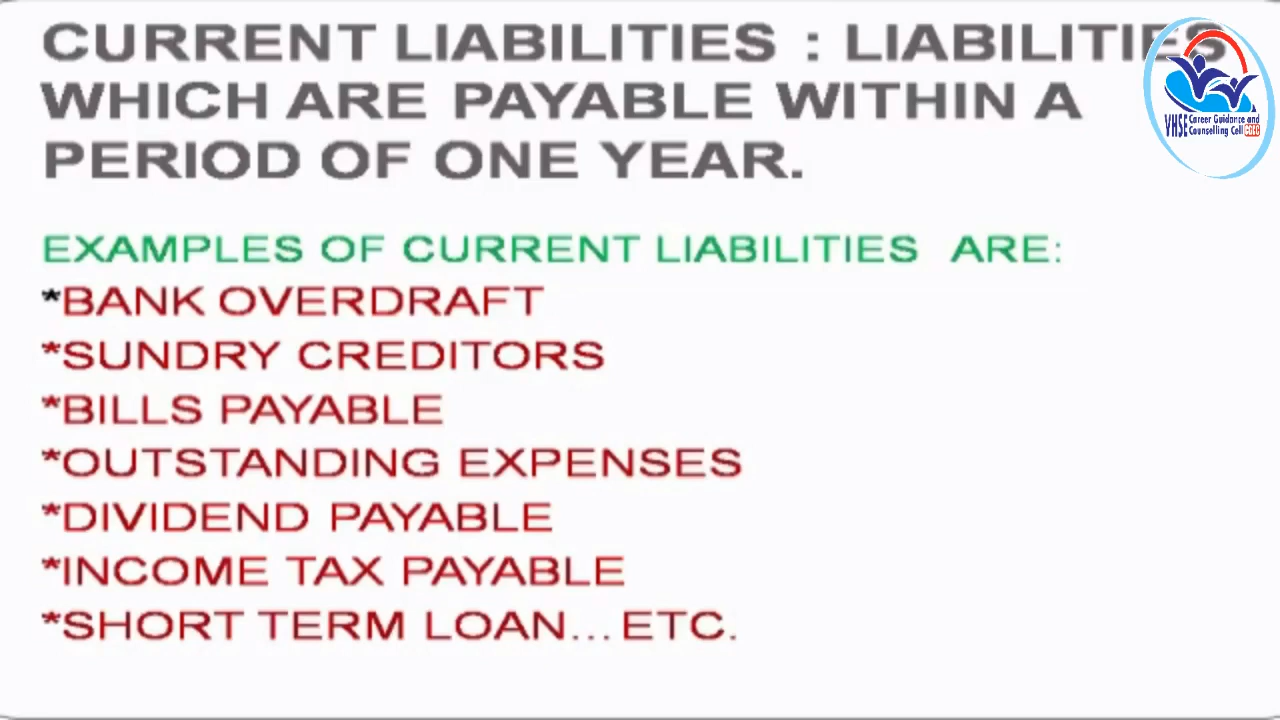 CURRENT LIABILITIES : LIABILITIES
WHICH ARE PAYABLE WITHIN A
PERIOD OF ONE YEAR.
EXAMPLES OF CURRENT LIABILITIES ARE:
*BANK OVERDRAFT
*SUNDRY CREDITORS
*BILLS PAYABLE
*OUTSTANDING EXPENSES
*DIVIDEND PAYABLE
*INCOME TAX PAYABLE
*SHORT TERM LOAN...ETC.
VHSE Career Guidance and
Counselling Cell CGCC